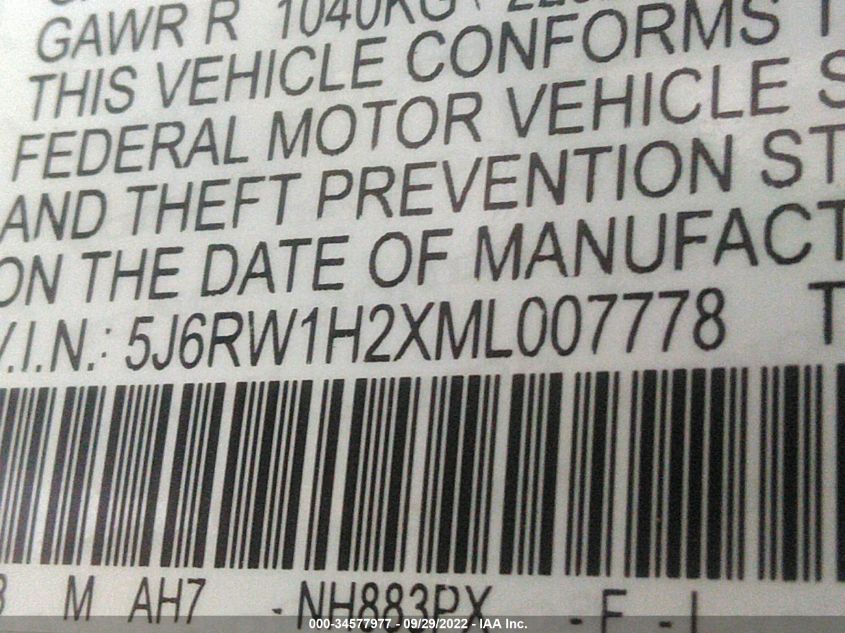 GAWR R 1040KG
THIS VEHICLE CONFORMS T
FEDERAL MOTOR VEHICLE S
AND THEFT PREVENTION ST
ON THE DATE OF MANUFACT
V.I.N.: 5J6RW1H2XML007778 T
M AH7 - NH883PX - F - I
000-34577977 - 09/29/2022 - IAA Inc.